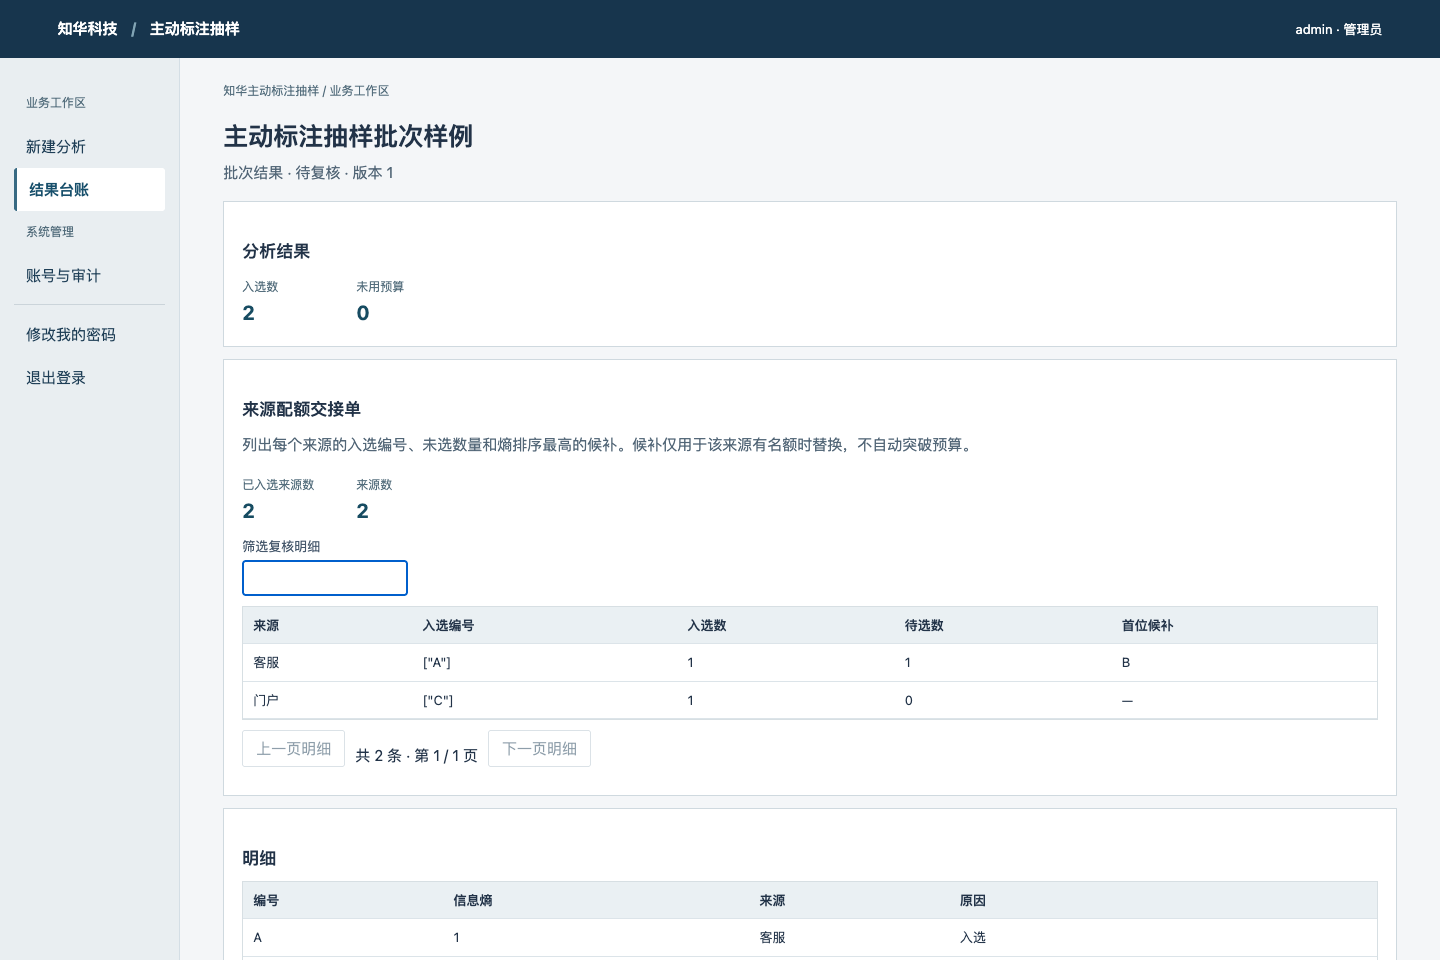 知华科技 / 主动标注抽样
admin · 管理员
业务工作区
新建分析
结果台账
系统管理
账号与审计
修改我的密码
退出登录
知华主动标注抽样 / 业务工作区
主动标注抽样批次样例
批次结果 · 待复核 · 版本 1
分析结果
入选数 未用预算
2 0
来源配额交接单
列出每个来源的入选编号、未选数量和熵排序最高的候补。候补仅用于该来源有名额时替换，不自动突破预算。
已入选来源数 来源数
2 2
筛选复核明细
来源 入选编号 入选数 待选数 首位候补
客服 ["A"] 1 1 B
门户 ["C"] 1 0 —
上一页明细 共 2 条 · 第 1 / 1 页 下一页明细
明细
编号 信息熵 来源 原因
A 1 客服 入选